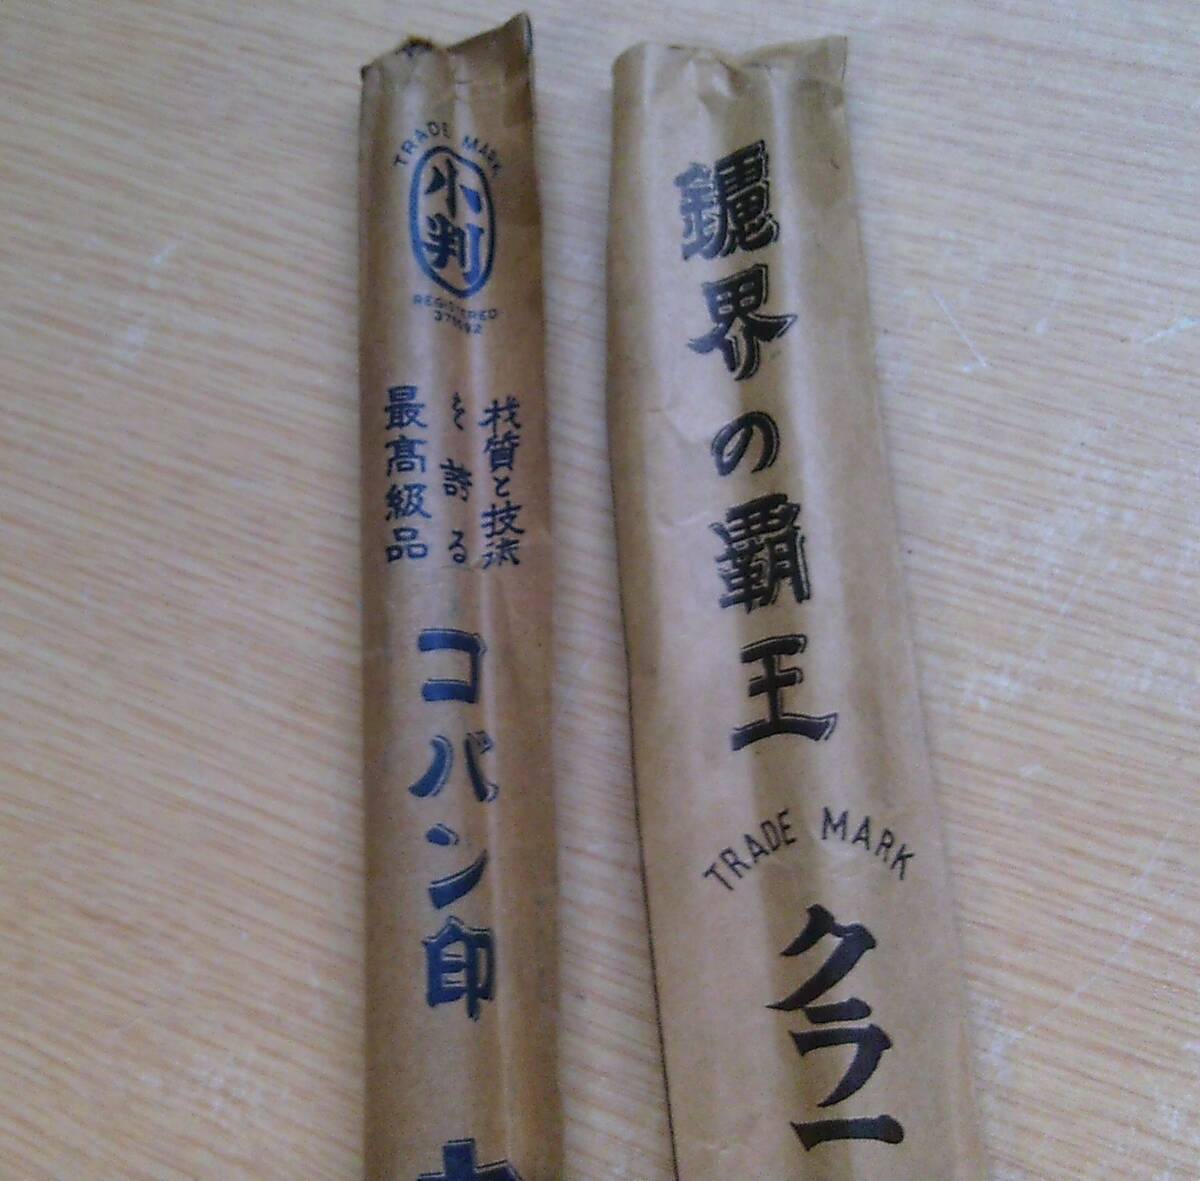 TRADE MARK
小判
REGISTERED
材質と技術
を誇る
最高級品
コバン印
鑢界の覇王
TRADE MARK
クラー